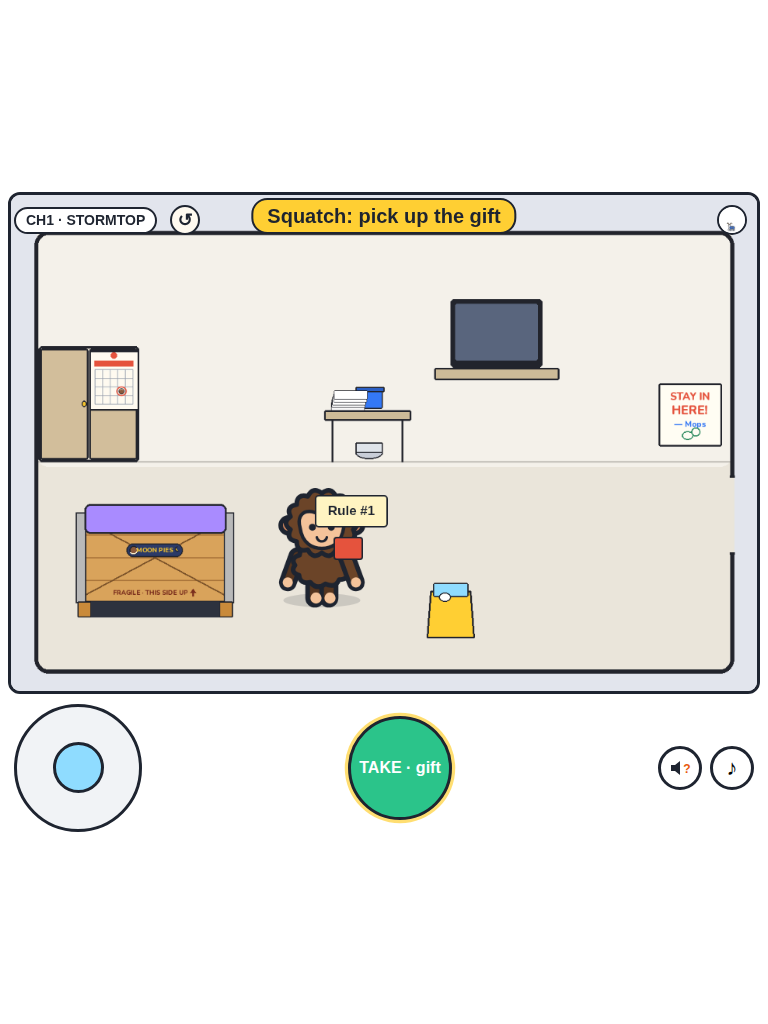 CH1 · STORMTOP
↺
Squatch: pick up the gift
STAY IN
HERE!
— Mops
Rule #1
MOON PIES
FRAGILE · THIS SIDE UP
TAKE · gift
?
♪